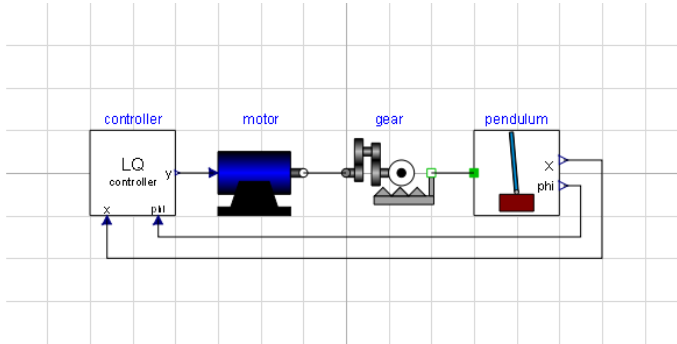 controller
motor
gear
pendulum
LQ
controller
y
x
phi
x
phi